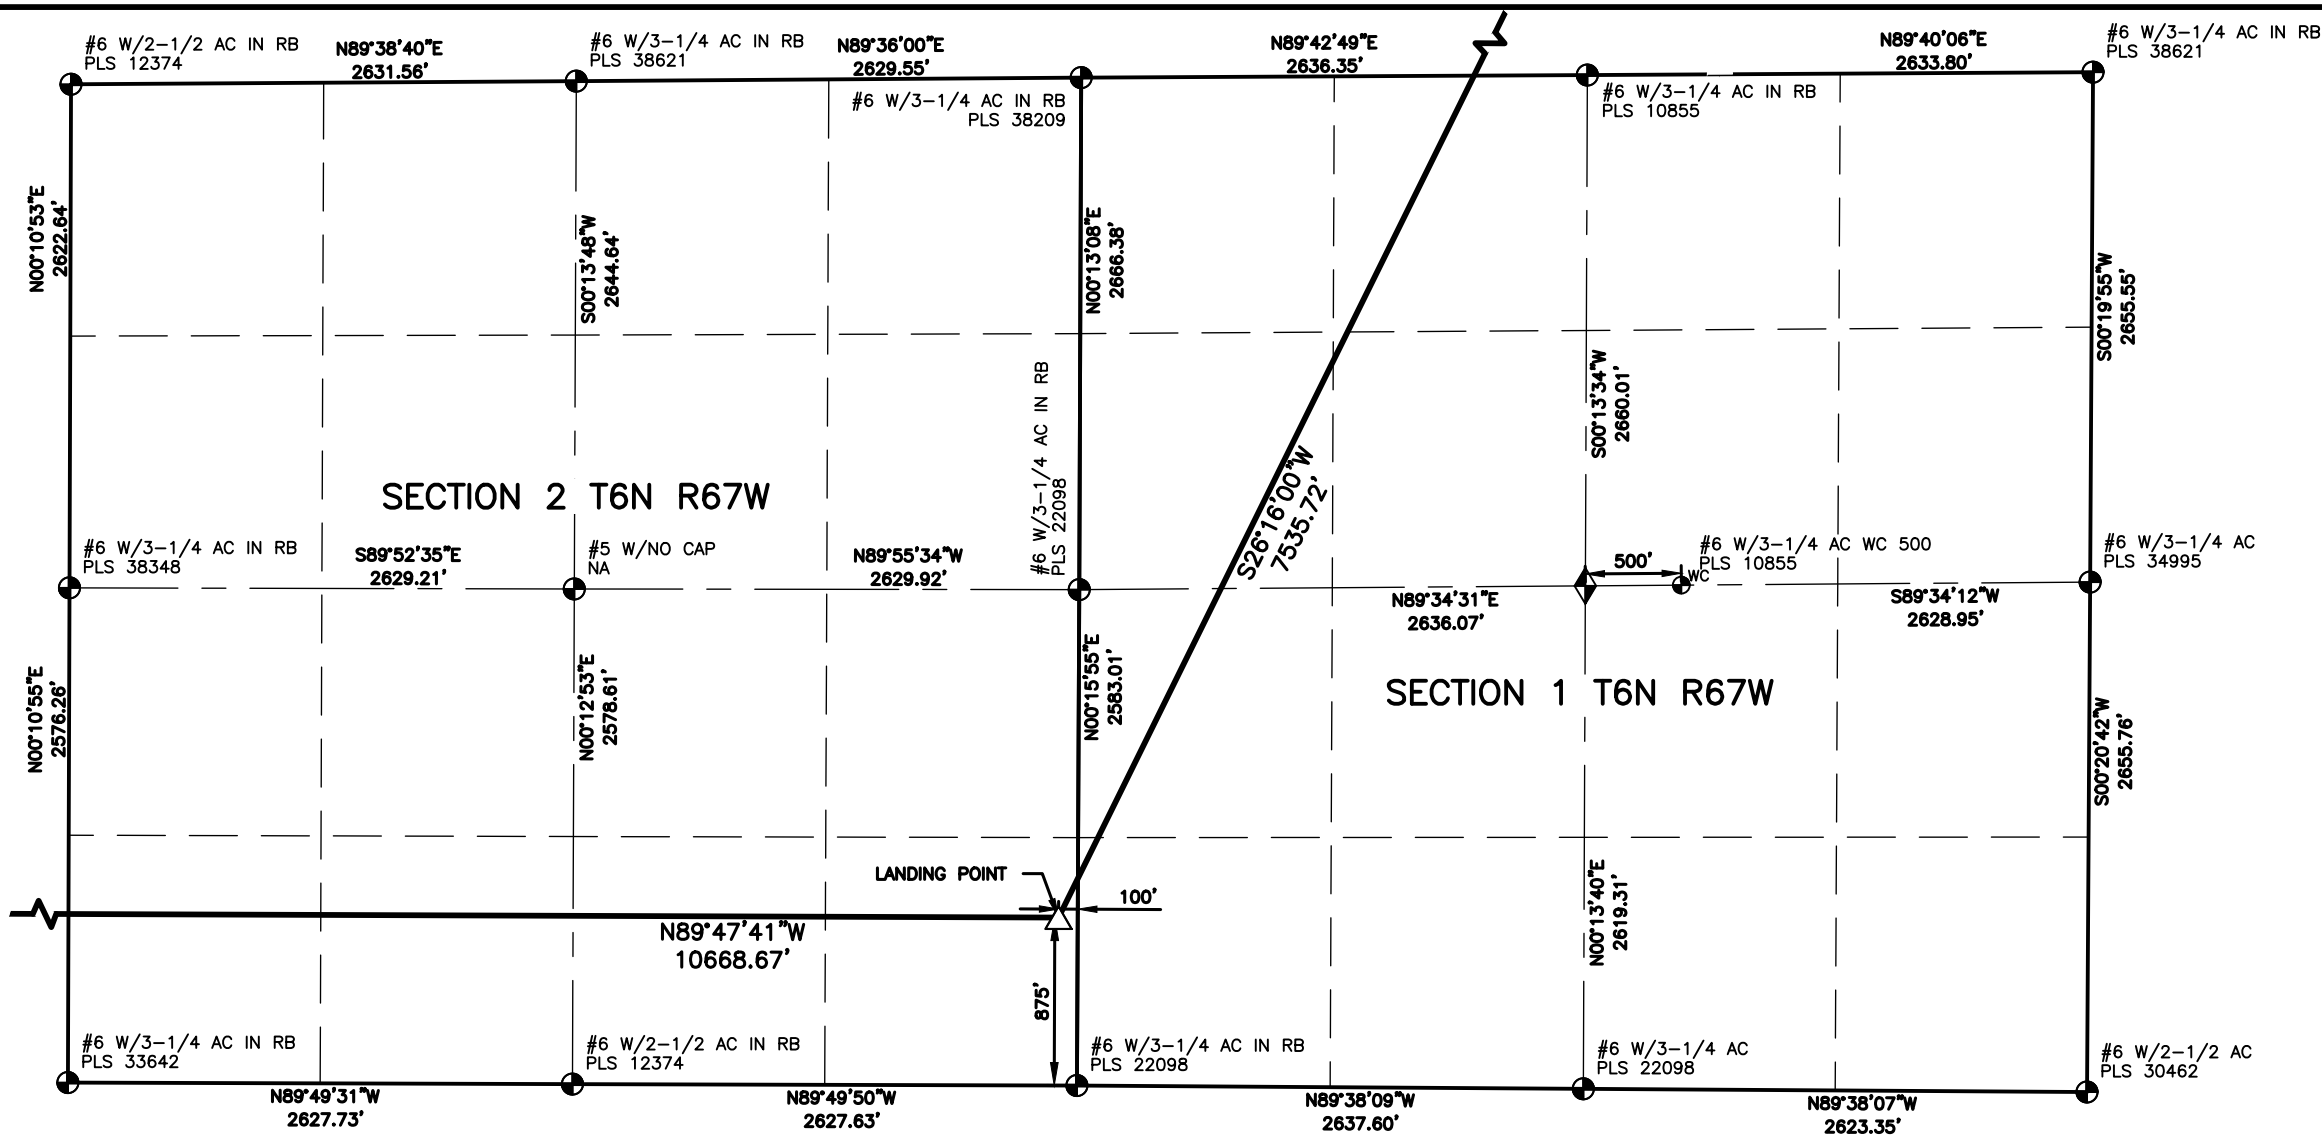 #6 W/2-1/2 AC IN RB
PLS 12374
N89°38'40"E
2631.56'
#6 W/3-1/4 AC IN RB
PLS 38621
N89°36'00"E
2629.55'
#6 W/3-1/4 AC IN RB
PLS 38209
N89°42'49"E
2636.35'
#6 W/3-1/4 AC IN RB
PLS 10855
N89°40'06"E
2633.80'
#6 W/3-1/4 AC IN RB
PLS 38621
N00°10'53"E
2622.64'
S00°13'48"W
2644.64'
N00°13'08"E
2666.38'
S00°19'55"W
2655.55'
S00°13'34"W
2660.01'
#6 W/3-1/4 AC IN RB
PLS 22098
S26°16'00"W
7535.72'
SECTION 2 T6N R67W
#6 W/3-1/4 AC IN RB
PLS 38348
S89°52'35"E
2629.21'
#5 W/NO CAP
NA
N89°55'34"W
2629.92'
500'
#6 W/3-1/4 AC WC 500
PLS 10855
WC
#6 W/3-1/4 AC
PLS 34995
N89°34'31"E
2636.07'
S89°34'12"W
2628.95'
N00°10'55"E
2576.26'
N00°12'53"E
2578.61'
N00°15'55"E
2583.01'
SECTION 1 T6N R67W
S00°20'42"W
2655.76'
LANDING POINT
100'
N00°13'40"E
2619.31'
N89°47'41"W
10668.67'
875'
#6 W/3-1/4 AC IN RB
PLS 33642
#6 W/2-1/2 AC IN RB
PLS 12374
#6 W/3-1/4 AC IN RB
PLS 22098
#6 W/3-1/4 AC
PLS 22098
#6 W/2-1/2 AC
PLS 30462
N89°49'31"W
2627.73'
N89°49'50"W
2627.63'
N89°38'09"W
2637.60'
N89°38'07"W
2623.35'